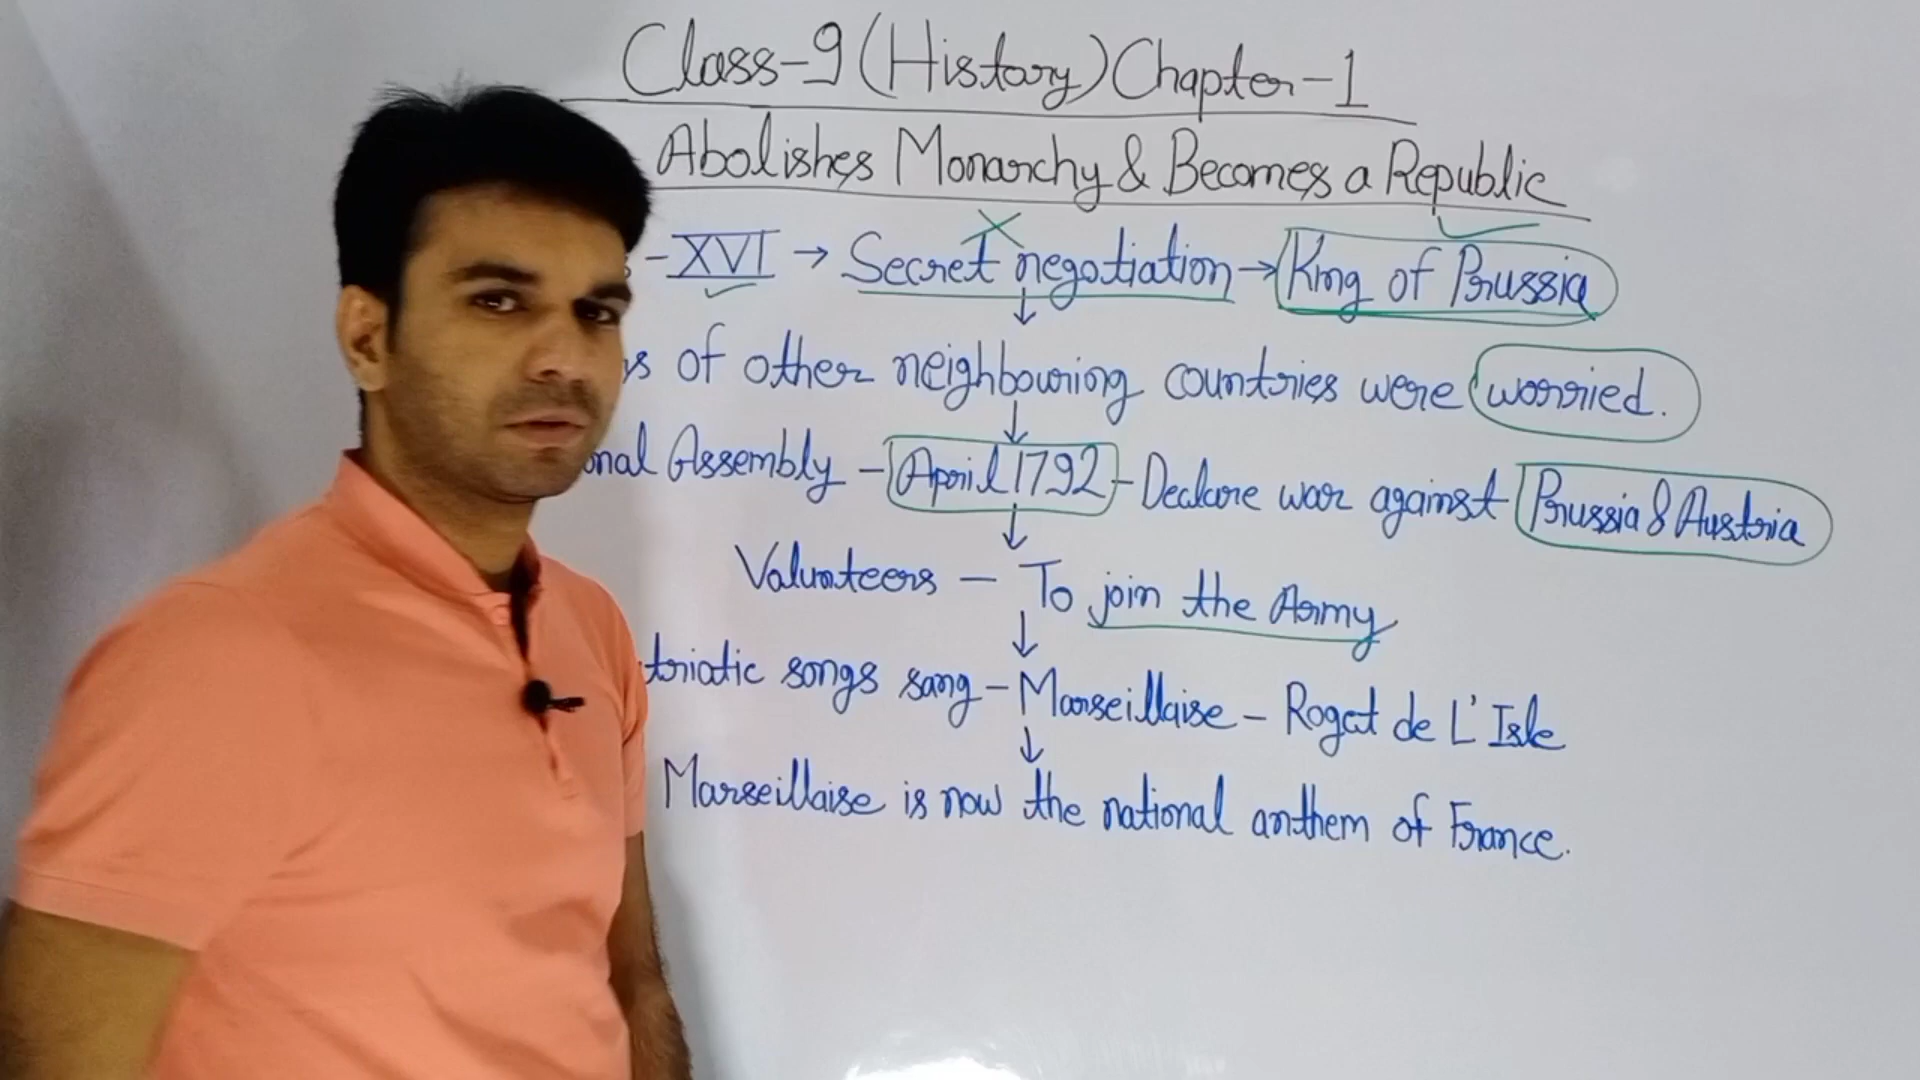 Class-9 (History) Chapter-1
Abolishes Monarchy & Becomes a Republic
-XVI → Secret negotiation → King of Prussia
of other neighbouring countries were worried.
onal Assembly - April 1792 - Declare war against Prussia & Austria
Volunteers - To join the Army
triotic songs sang - Marseillaise - Roget de L'Isle
Marseillaise is now the national anthem of France.